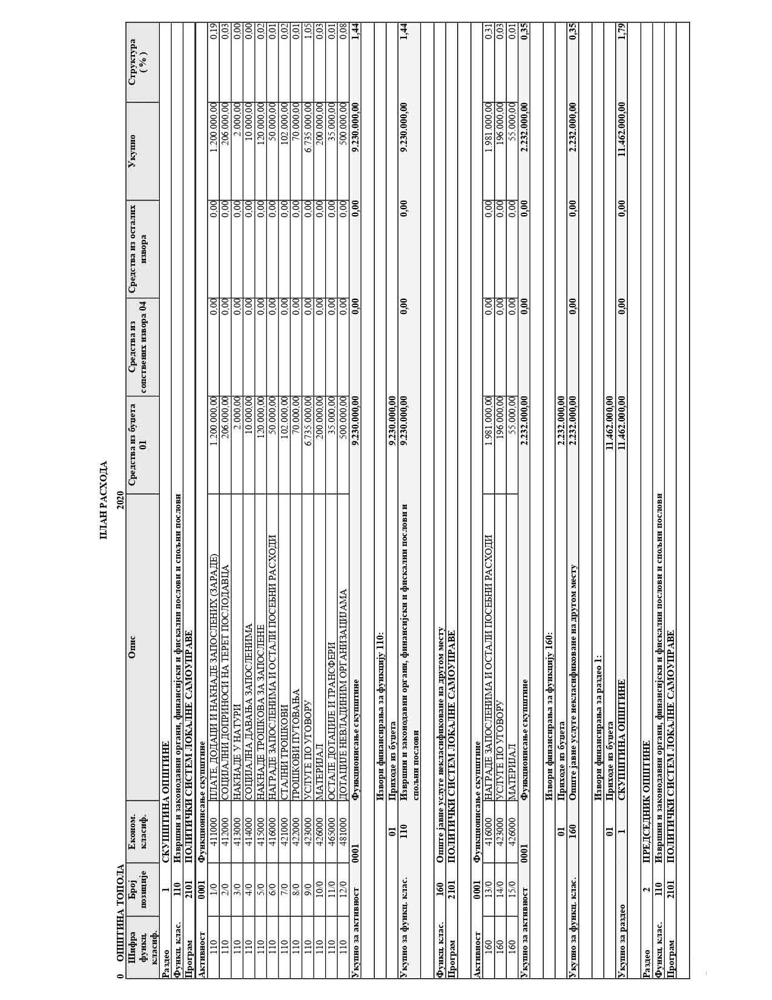 ПЛАН РАСХОДА
0 ОПШТИНА ТОПОЛА 2020
Шифра функц. класиф. Број позиције Економ. класиф. Опис Средства из буџета 01 Средства из сопствених извора 04 Средства из осталих извора Укупно Структура ( % )
Раздео 1 СКУПШТИНА ОПШТИНЕ
Функц. клас. 110 Извршни и законодавни органи, финансијски и фискални послови и спољни послови
Програм 2101 ПОЛИТИЧКИ СИСТЕМ ЛОКАЛНЕ САМОУПРАВЕ
Активност 0001 Функционисање скупштине
110 1/0 411000 ПЛАТЕ, ДОДАЦИ И НАКНАДЕ ЗАПОСЛЕНИХ (ЗАРАДЕ) 1.200.000,00 0,00 0,00 1.200.000,00 0,19
110 2/0 412000 СОЦИЈАЛНИ ДОПРИНОСИ НА ТЕРЕТ ПОСЛОДАВЦА 206.000,00 0,00 0,00 206.000,00 0,03
110 3/0 413000 НАКНАДЕ У НАТУРИ 2.000,00 0,00 0,00 2.000,00 0,00
110 4/0 414000 СОЦИЈАЛНА ДАВАЊА ЗАПОСЛЕНИМА 10.000,00 0,00 0,00 10.000,00 0,00
110 5/0 415000 НАКНАДЕ ТРОШКОВА ЗА ЗАПОСЛЕНЕ 120.000,00 0,00 0,00 120.000,00 0,02
110 6/0 416000 НАГРАДЕ ЗАПОСЛЕНИМА И ОСТАЛИ ПОСЕБНИ РАСХОДИ 50.000,00 0,00 0,00 50.000,00 0,01
110 7/0 421000 СТАЛНИ ТРОШКОВИ 102.000,00 0,00 0,00 102.000,00 0,02
110 8/0 422000 ТРОШКОВИ ПУТОВАЊА 70.000,00 0,00 0,00 70.000,00 0,01
110 9/0 423000 УСЛУГЕ ПО УГОВОРУ 6.735.000,00 0,00 0,00 6.735.000,00 1,05
110 10/0 426000 МАТЕРИЈАЛ 200.000,00 0,00 0,00 200.000,00 0,03
110 11/0 465000 ОСТАЛЕ ДОТАЦИЈЕ И ТРАНСФЕРИ 35.000,00 0,00 0,00 35.000,00 0,01
110 12/0 481000 ДОТАЦИЈЕ НЕВЛАДИНИМ ОРГАНИЗАЦИЈАМА 500.000,00 0,00 0,00 500.000,00 0,08
Укупно за активност 0001 Функционисање скупштине 9.230.000,00 0,00 0,00 9.230.000,00 1,44
Извори финансирања за функцију 110:
01 Приходе из буџета 9.230.000,00
Укупно за функц. клас. 110 Извршни и законодавни органи, финансијски и фискални послови и 9.230.000,00 0,00 0,00 9.230.000,00 1,44
спољни послови
Функц. клас. 160 Опште јавне услуге некласификоване на другом месту
Програм 2101 ПОЛИТИЧКИ СИСТЕМ ЛОКАЛНЕ САМОУПРАВЕ
Активност 0001 Функционисање скупштине
160 13/0 416000 НАГРАДЕ ЗАПОСЛЕНИМА И ОСТАЛИ ПОСЕБНИ РАСХОДИ 1.981.000,00 0,00 0,00 1.981.000,00 0,31
160 14/0 423000 УСЛУГЕ ПО УГОВОРУ 196.000,00 0,00 0,00 196.000,00 0,03
160 15/0 426000 МАТЕРИЈАЛ 55.000,00 0,00 0,00 55.000,00 0,01
Укупно за активност 0001 Функционисање скупштине 2.232.000,00 0,00 0,00 2.232.000,00 0,35
Извори финансирања за функцију 160:
01 Приходе из буџета 2.232.000,00
Укупно за функц. клас. 160 Опште јавне услуге некласификоване на другом месту 2.232.000,00 0,00 0,00 2.232.000,00 0,35
Извори финансирања за раздео 1:
01 Приходе из буџета 11.462.000,00
Укупно за раздео 1 СКУПШТИНА ОПШТИНЕ 11.462.000,00 0,00 0,00 11.462.000,00 1,79
Раздео 2 ПРЕДСЕДНИК ОПШТИНЕ
Функц. клас. 110 Извршни и законодавни органи, финансијски и фискални послови и спољни послови
Програм 2101 ПОЛИТИЧКИ СИСТЕМ ЛОКАЛНЕ САМОУПРАВЕ